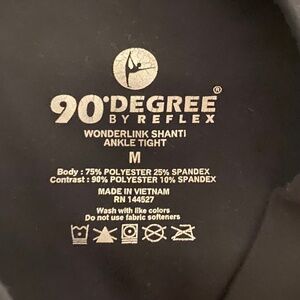 90°DEGREE®
BY REFLEX
WONDERLINK SHANTI
ANKLE TIGHT
M
Body : 75% POLYESTER 25% SPANDEX
Contrast : 90% POLYESTER 10% SPANDEX
MADE IN VIETNAM
RN 144527
Wash with like colors
Do not use fabric softeners